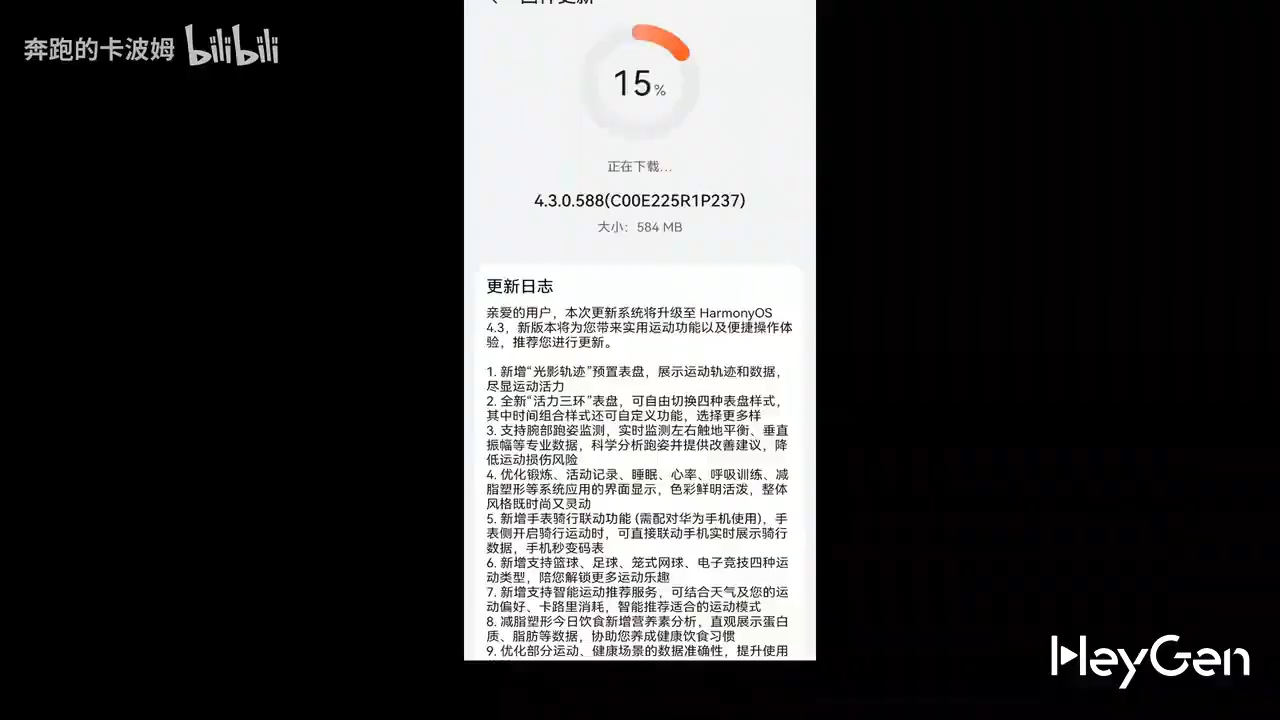 奔跑的卡波姆 bilibili
固件更新
15%
正在下载...
4.3.0.588(C00E225R1P237)
大小：584 MB
更新日志
亲爱的用户，本次更新系统将升级至 HarmonyOS
4.3，新版本将为您带来实用运动功能以及便捷操作体
验，推荐您进行更新。
1. 新增“光影轨迹”预置表盘，展示运动轨迹和数据，
尽显运动活力
2. 全新“活力三环”表盘，可自由切换四种表盘样式，
其中时间组合样式还可自定义功能，选择更多样
3. 支持腕部跑姿监测，实时监测左右触地平衡、垂直
振幅等专业数据，科学分析跑姿并提供改善建议，降
低运动损伤风险
4. 优化锻炼、活动记录、睡眠、心率、呼吸训练、减
脂塑形等系统应用的界面显示，色彩鲜明活泼，整体
风格既时尚又灵动
5. 新增手表骑行联动功能 (需配对华为手机使用)，手
表侧开启骑行运动时，可直接联动手机实时展示骑行
数据，手机秒变码表
6. 新增支持篮球、足球、笼式网球、电子竞技四种运
动类型，陪您解锁更多运动乐趣
7. 新增支持智能运动推荐服务，可结合天气及您的运
动偏好、卡路里消耗，智能推荐适合的运动模式
8. 减脂塑形今日饮食新增营养素分析，直观展示蛋白
质、脂肪等数据，协助您养成健康饮食习惯
9. 优化部分运动、健康场景的数据准确性，提升使用
HeyGen